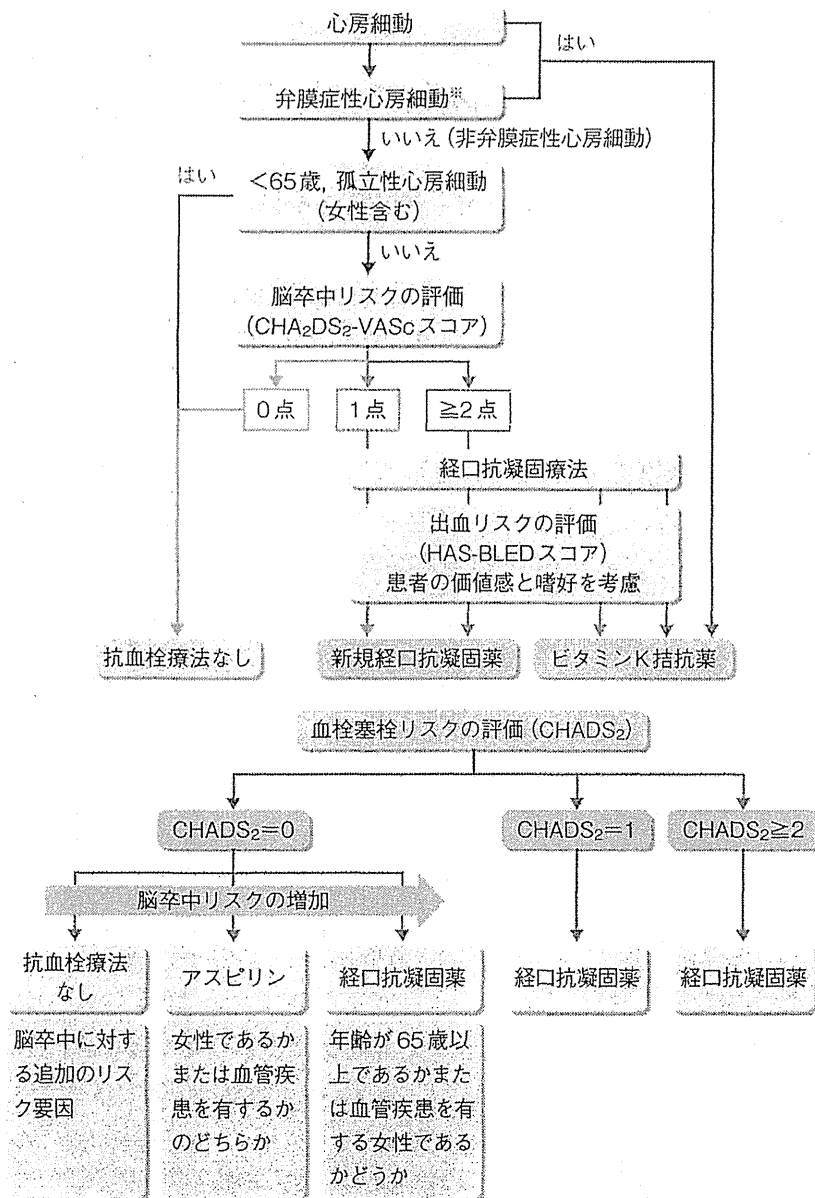 心房細動
はい
弁膜症性心房細動※
いいえ(非弁膜症性心房細動)
はい
<65歳, 孤立性心房細動
(女性含む)
いいえ
脳卒中リスクの評価
(CHA₂DS₂-VAScスコア)
0点
1点
≧2点
経口抗凝固療法
出血リスクの評価
(HAS-BLEDスコア)
患者の価値感と嗜好を考慮
抗血栓療法なし
新規経口抗凝固薬
ビタミンK拮抗薬
血栓塞栓リスクの評価(CHADS₂)
CHADS₂=0
CHADS₂=1
CHADS₂≧2
脳卒中リスクの増加
抗血栓療法
なし
アスピリン
経口抗凝固薬
経口抗凝固薬
経口抗凝固薬
脳卒中に対す
る追加のリス
ク要因
女性であるか
または血管疾
患を有するか
のどちらか
年齢が65歳以
上であるかまた
は血管疾患を有
する女性である
かどうか